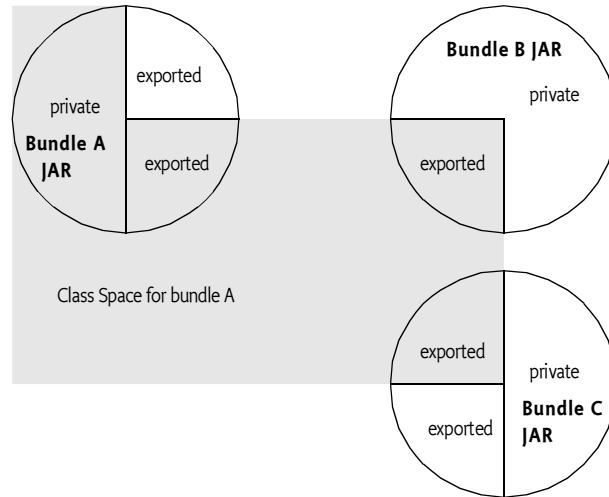 exported
private
Bundle A
JAR
exported
Bundle B JAR
private
exported
Class Space for bundle A
exported
private
Bundle C
JAR
exported